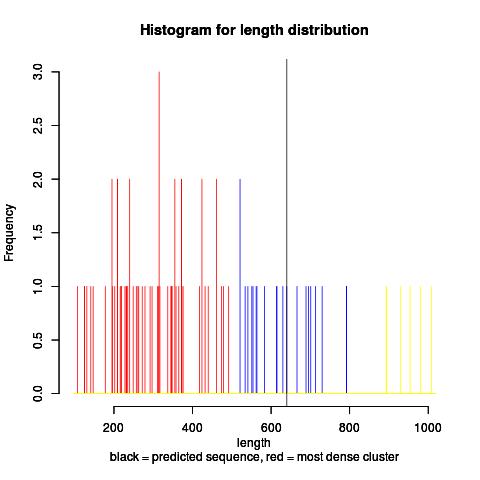 Histogram for length distribution
3.0
2.5
2.0
1.5
1.0
0.5
0.0
Frequency
200 400 600 800 1000
length
black = predicted sequence, red = most dense cluster